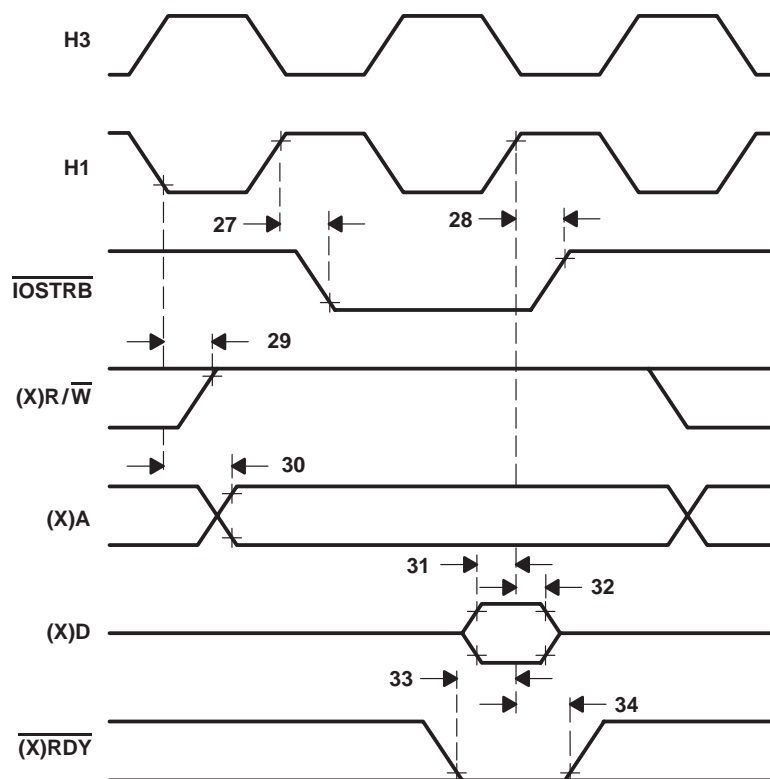 H3
H1
27
28
IOSTRB
29
(X)R/W
30
(X)A
31
32
(X)D
33
34
(X)RDY